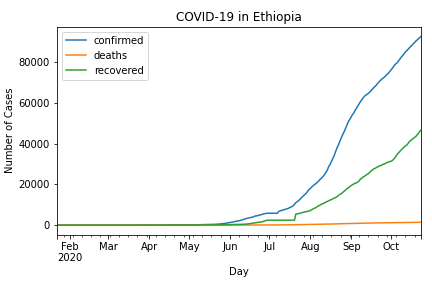 COVID-19 in Ethiopia
confirmed
deaths
recovered
Number of Cases
80000
60000
40000
20000
0
Feb Mar Apr May Jun Jul Aug Sep Oct
2020
Day